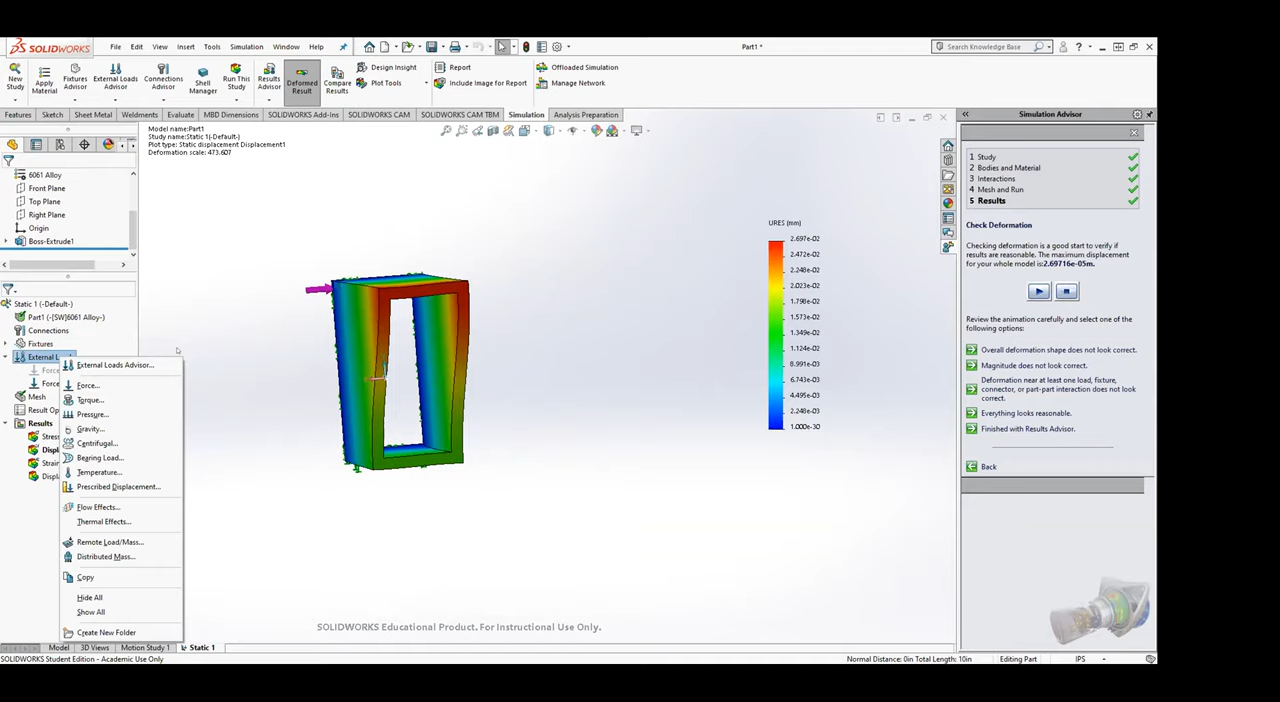 SOLIDWORKS File Edit View Insert Tools Simulation Window Help Part1 * Search Knowledge Base
New Study
Apply Material
Fixtures Advisor
External Loads Advisor
Connections Advisor
Shell Manager
Run This Study
Results Advisor
Deformed Result
Compare Results
Design Insight
Plot Tools
Report
Include Image for Report
Offloaded Simulation
Manage Network
Features Sketch Sheet Metal Weldments Evaluate MBD Dimensions SOLIDWORKS Add-Ins SOLIDWORKS CAM SOLIDWORKS CAM TBM Simulation Analysis Preparation
Model name:Part1
Study name:Static 1(-Default-)
Plot type: Static displacement Displacement1
Deformation scale: 473.607
6061 Alloy
Front Plane
Top Plane
Right Plane
Origin
Boss-Extrude1
Static 1 (-Default-)
Part1 (-[SW]6061 Alloy-)
Connections
Fixtures
External L
Force
Force
Mesh
Result Op
Results
Stres
Displ
Strain
Displ
External Loads Advisor...
Force...
Torque...
Pressure...
Gravity...
Centrifugal...
Bearing Load...
Temperature...
Prescribed Displacement...
Flow Effects...
Thermal Effects...
Remote Load/Mass...
Distributed Mass...
Copy
Hide All
Show All
Create New Folder
URES (mm)
2.697e-02
2.472e-02
2.248e-02
2.023e-02
1.798e-02
1.573e-02
1.349e-02
1.124e-02
8.991e-03
6.743e-03
4.495e-03
2.248e-03
1.000e-30
Simulation Advisor
1 Study
2 Bodies and Material
3 Interactions
4 Mesh and Run
5 Results
Check Deformation
Checking deformation is a good start to verify if
results are reasonable. The maximum displacement
for your whole model is:2.69716e-05m.
Review the animation carefully and select one of the
following options:
Overall deformation shape does not look correct.
Magnitude does not look correct.
Deformation near at least one load, fixture,
connector, or part-part interaction does not look
correct.
Everything looks reasonable.
Finished with Results Advisor.
Back
SOLIDWORKS Educational Product. For Instructional Use Only.
Model 3D Views Motion Study 1 Static 1
SOLIDWORKS Student Edition - Academic Use Only Normal Distance: 0in Total Length: 10in Editing Part IPS